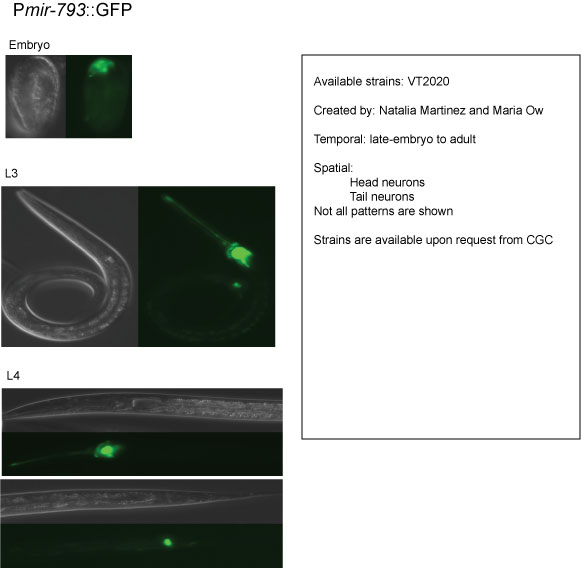 Pmir-793::GFP
Embryo
L3
L4
Available strains: VT2020
Created by: Natalia Martinez and Maria Ow
Temporal: late-embryo to adult
Spatial:
Head neurons
Tail neurons
Not all patterns are shown
Strains are available upon request from CGC